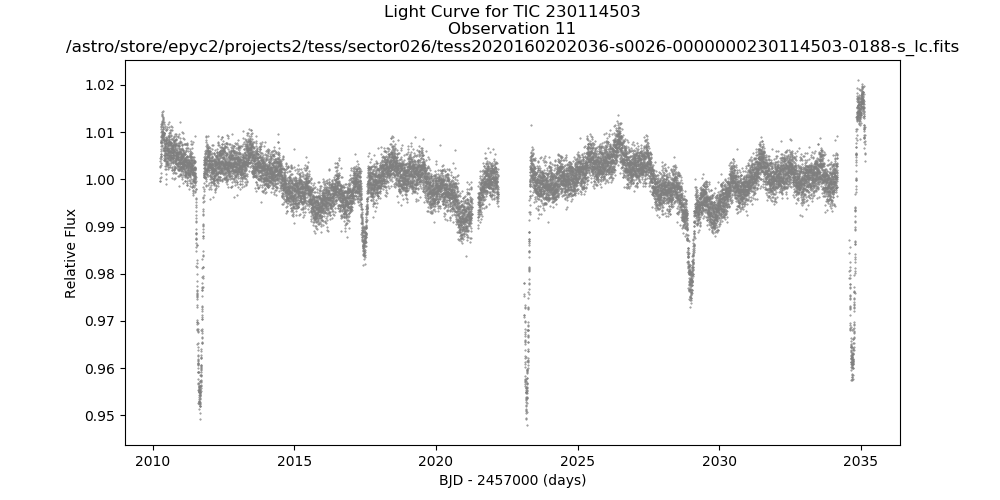 Light Curve for TIC 230114503
Observation 11
/astro/store/epyc2/projects2/tess/sector026/tess2020160202036-s0026-0000000230114503-0188-s_lc.fits
1.02
1.01
1.00
0.99
0.98
0.97
0.96
0.95
Relative Flux
2010 2015 2020 2025 2030 2035
BJD - 2457000 (days)